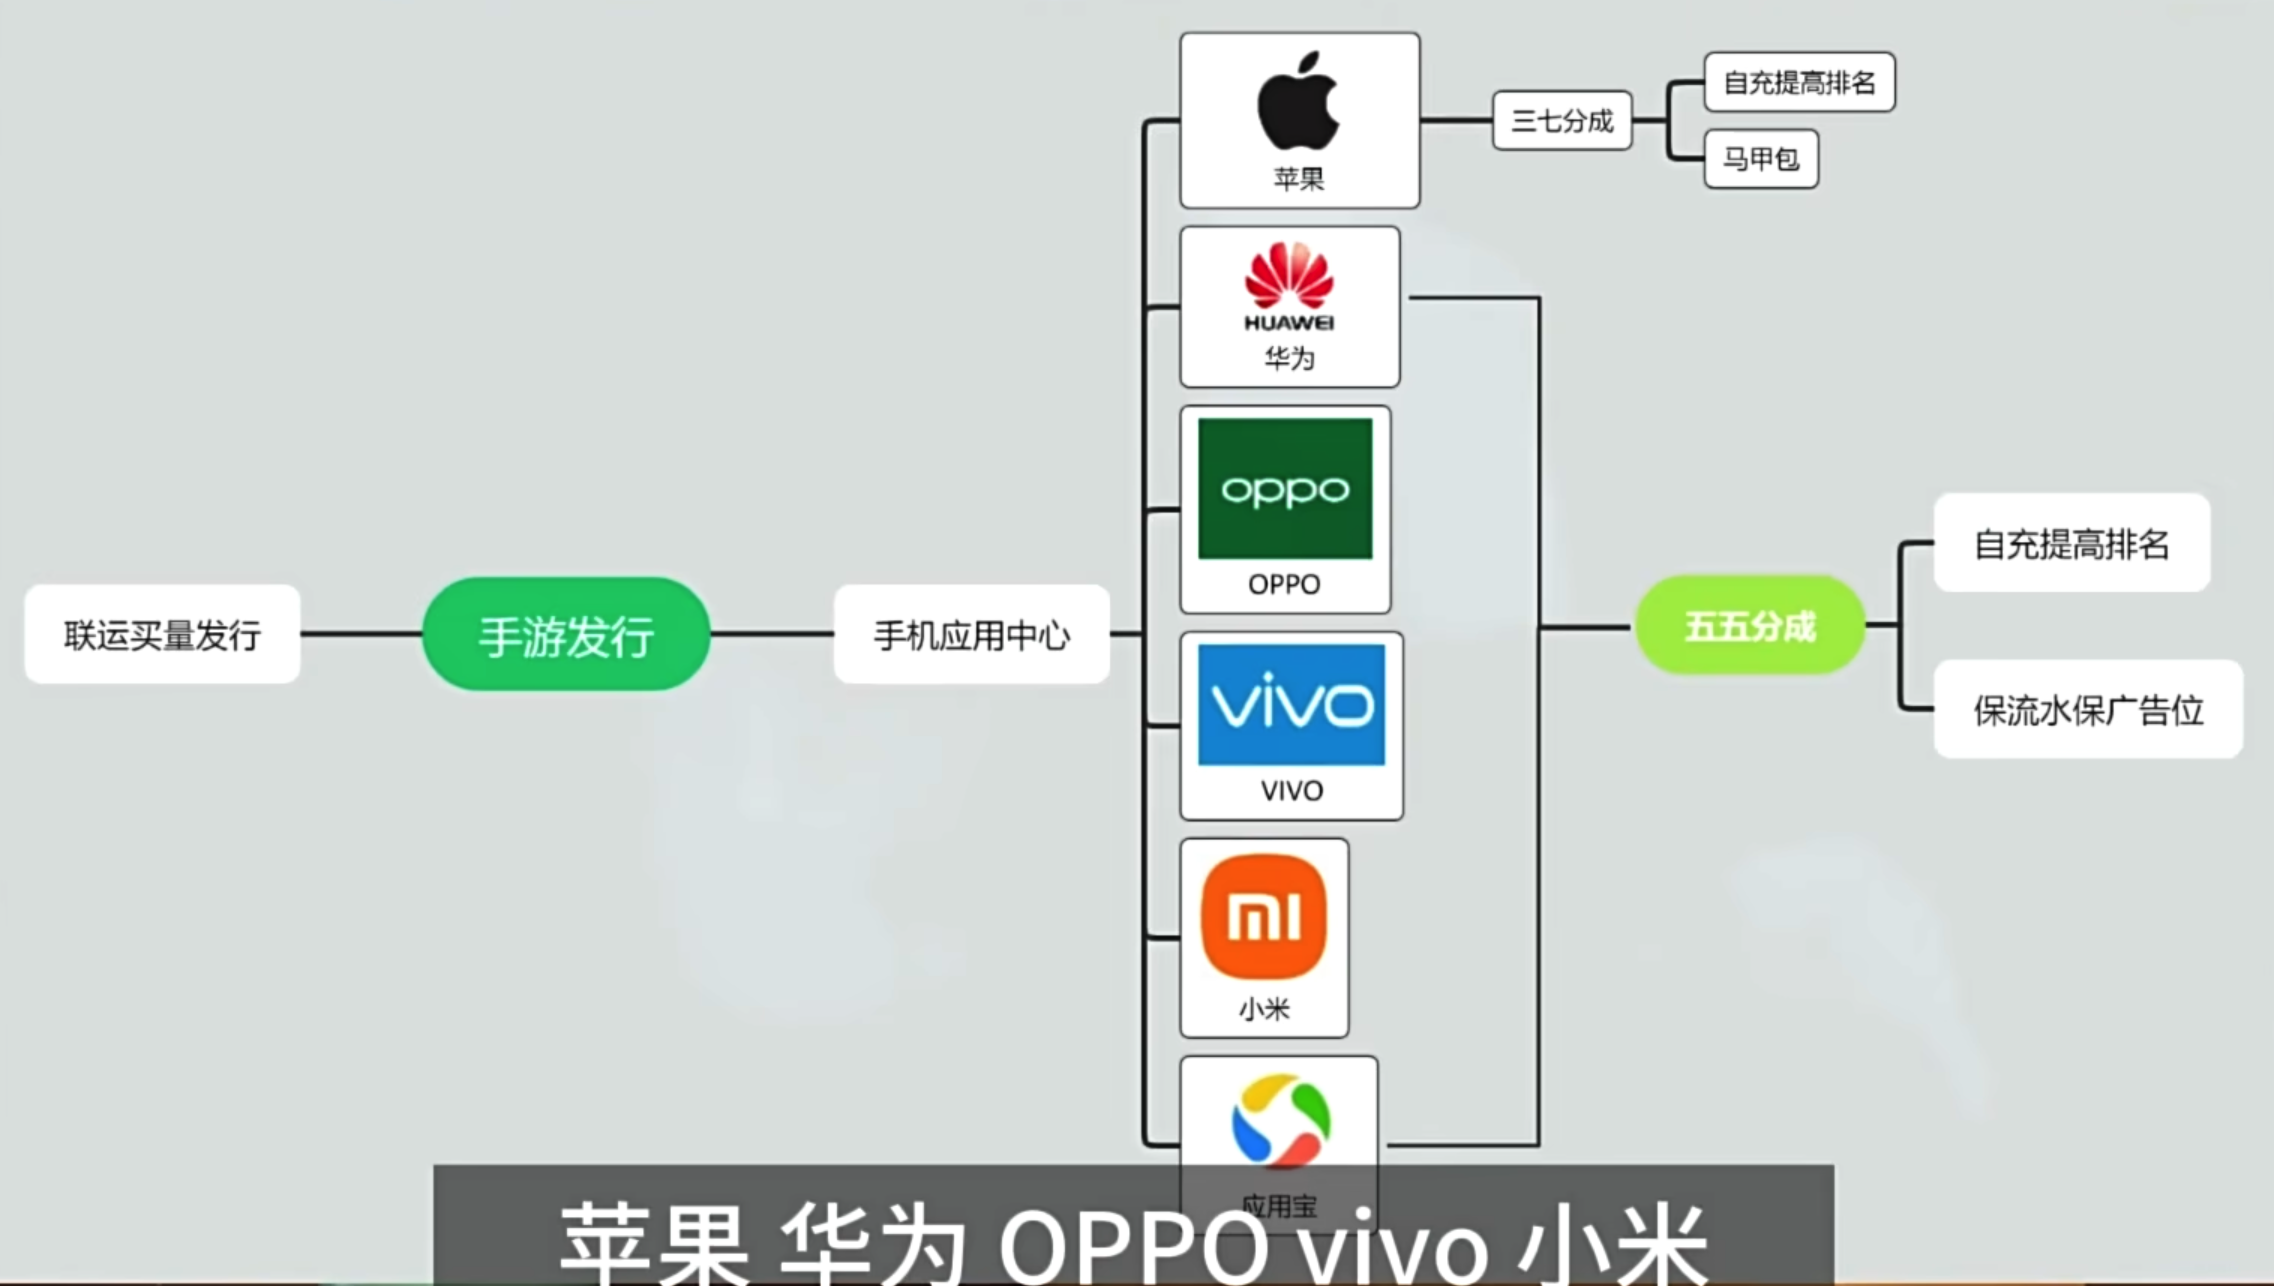 联运买量发行
手游发行
手机应用中心
苹果
三七分成
自充提高排名
马甲包
HUAWEI
华为
oppo
OPPO
vivo
VIVO
mi
小米
应用宝
五五分成
自充提高排名
保流水保广告位
苹果 华为 OPPO vivo 小米